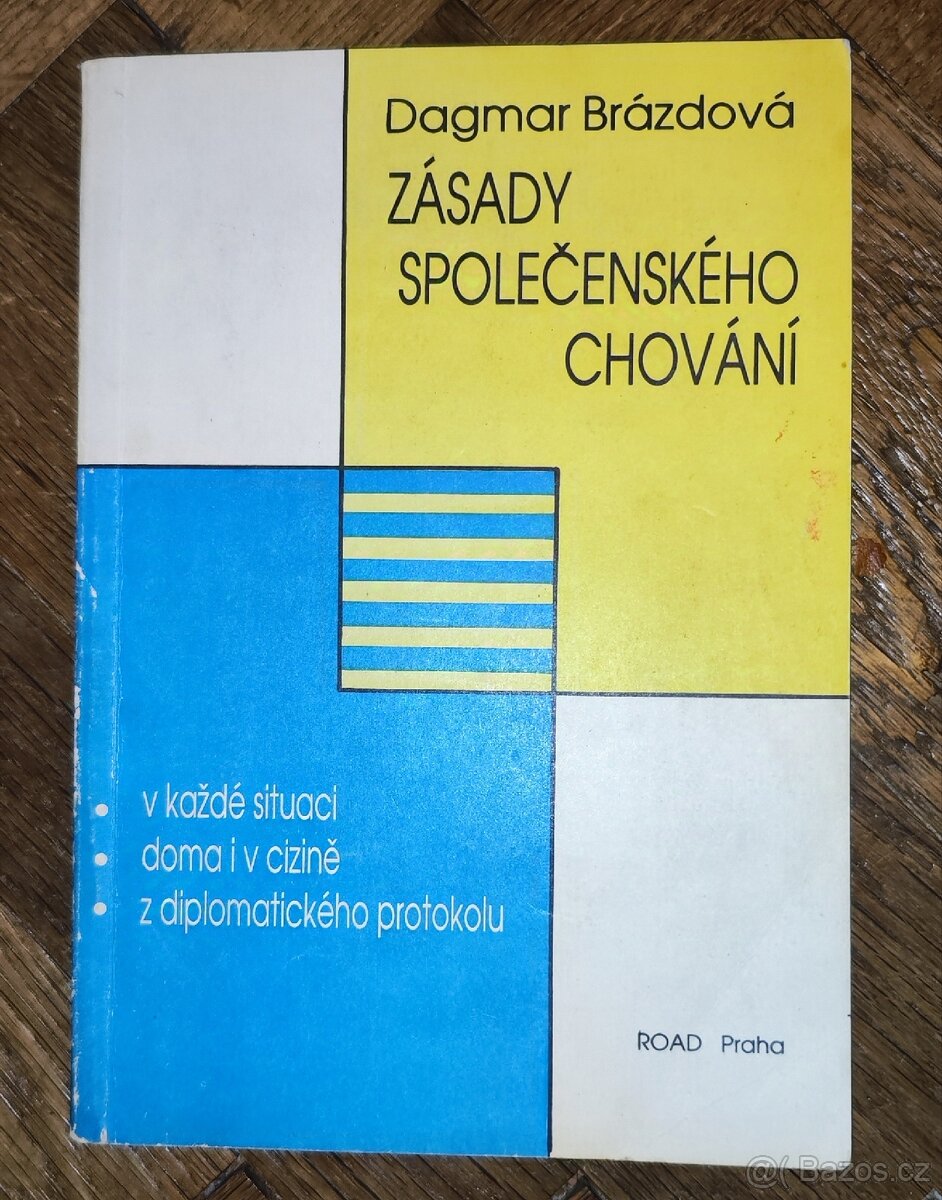 Dagmar Brázdová
ZÁSADY
SPOLEČENSKÉHO
CHOVÁNÍ
• v každé situaci
• doma i v cizině
• z diplomatického protokolu
ROAD Praha
@( Bazos.cz